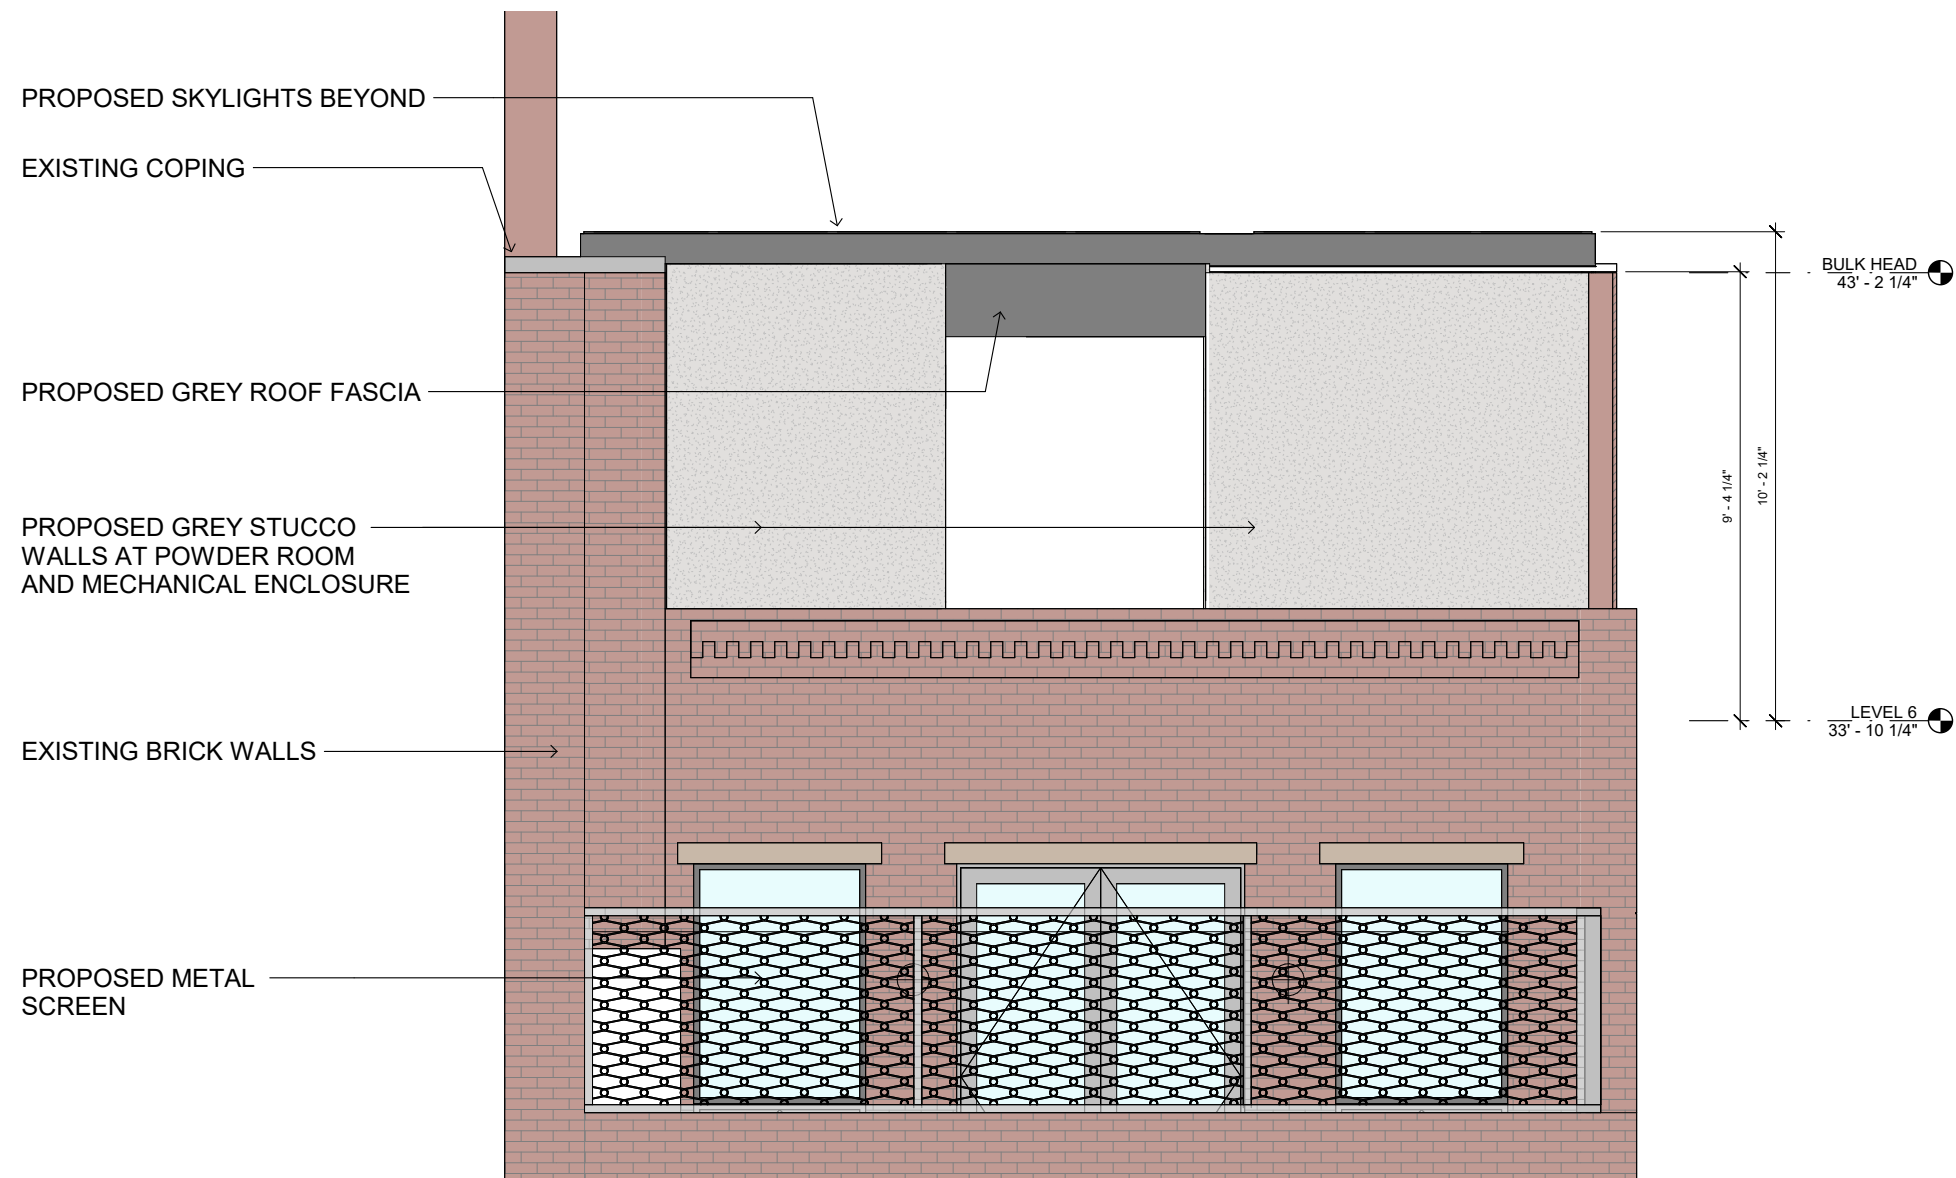 PROPOSED SKYLIGHTS BEYOND
EXISTING COPING
BULK HEAD
43' - 2 1/4"
PROPOSED GREY ROOF FASCIA
9' - 4 1/4"
10' - 2 1/4"
PROPOSED GREY STUCCO
WALLS AT POWDER ROOM
AND MECHANICAL ENCLOSURE
LEVEL 6
33' - 10 1/4"
EXISTING BRICK WALLS
PROPOSED METAL
SCREEN